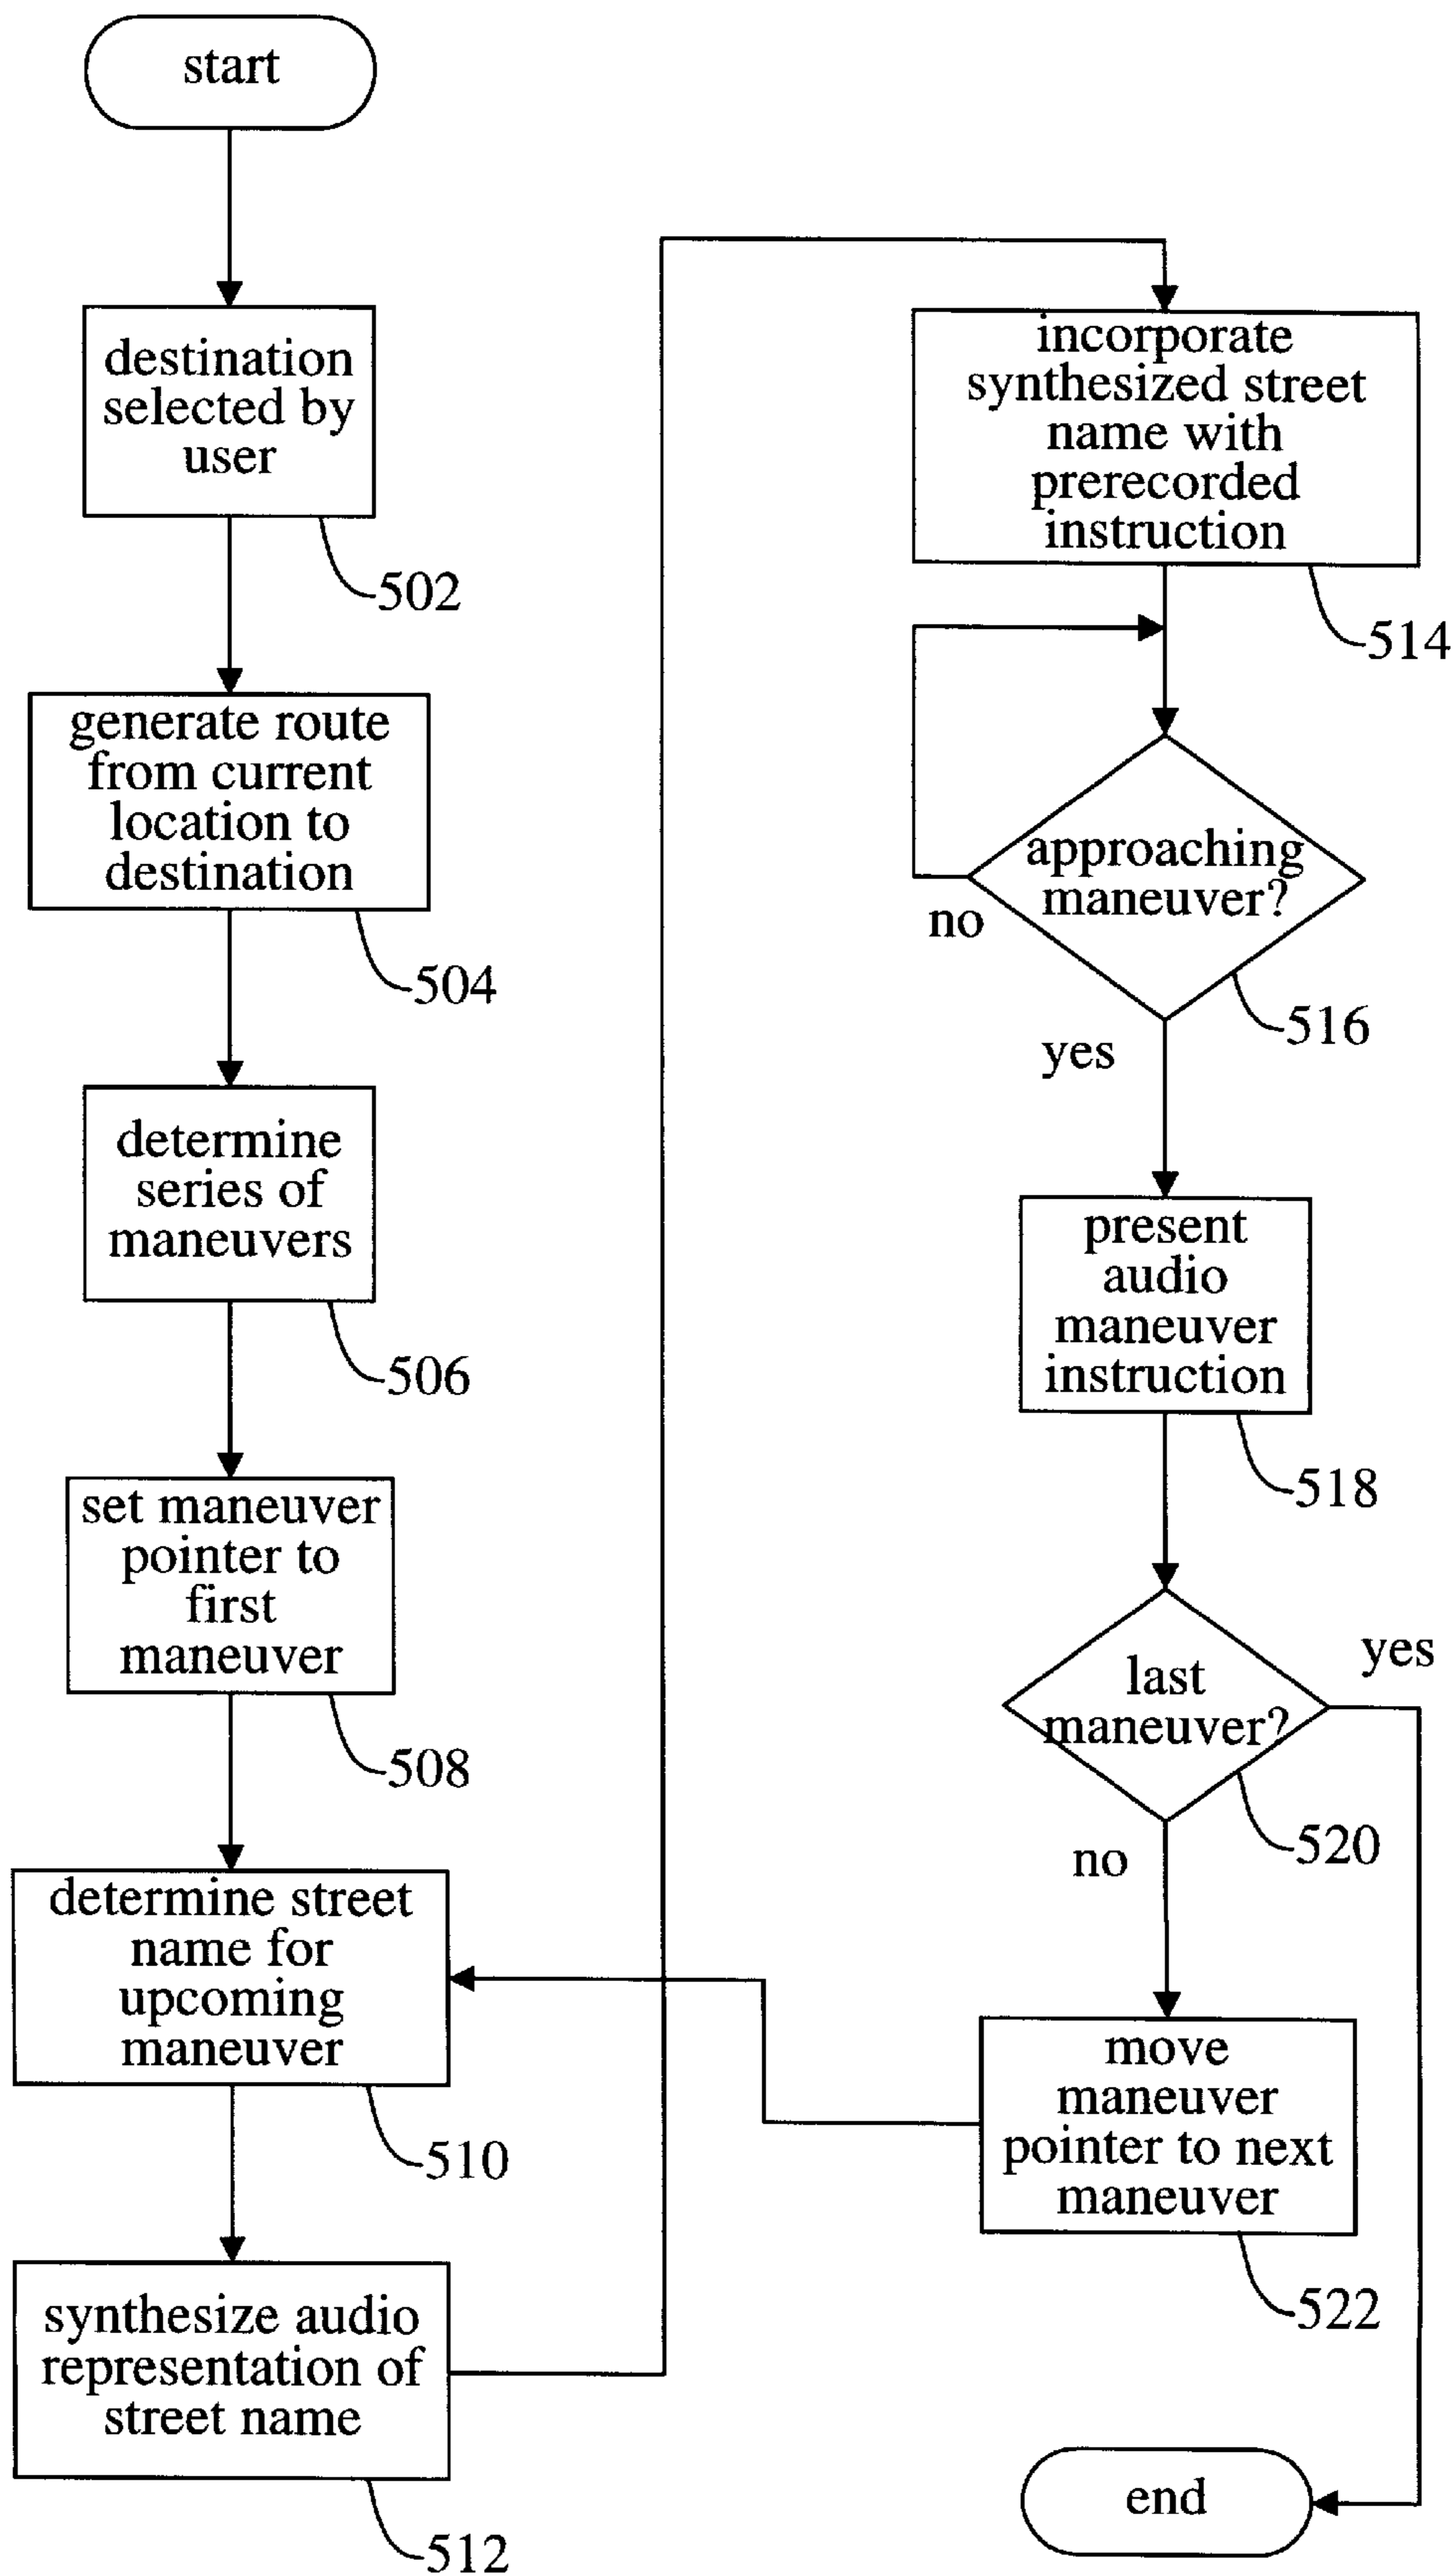 start
destination
selected by
user
502
generate route
from current
location to
destination
504
determine
series of
maneuvers
506
set maneuver
pointer to
first
maneuver
508
determine street
name for
upcoming
maneuver
510
synthesize audio
representation of
street name
512
incorporate
synthesized street
name with
prerecorded
instruction
514
approaching
maneuver?
no
516
yes
present
audio
maneuver
instruction
518
last
maneuver?
yes
520
no
move
maneuver
pointer to next
maneuver
522
end